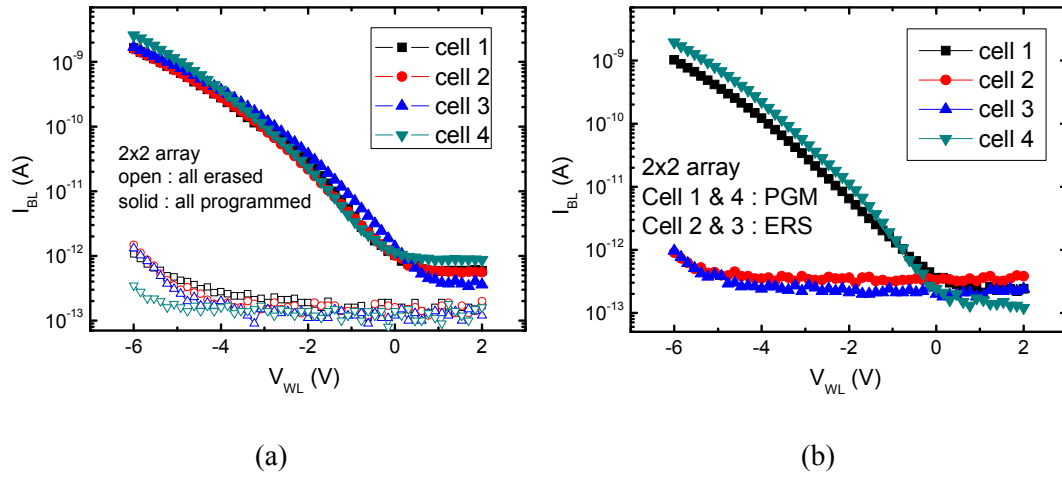 10⁻⁹
10⁻¹⁰
10⁻¹¹
10⁻¹²
10⁻¹³
I_BL (A)
cell 1
cell 2
cell 3
cell 4
2x2 array
open : all erased
solid : all programmed
-6 -4 -2 0 2
V_WL (V)
(a)
10⁻⁹
10⁻¹⁰
10⁻¹¹
10⁻¹²
10⁻¹³
I_BL (A)
cell 1
cell 2
cell 3
cell 4
2x2 array
Cell 1 & 4 : PGM
Cell 2 & 3 : ERS
-6 -4 -2 0 2
V_WL (V)
(b)